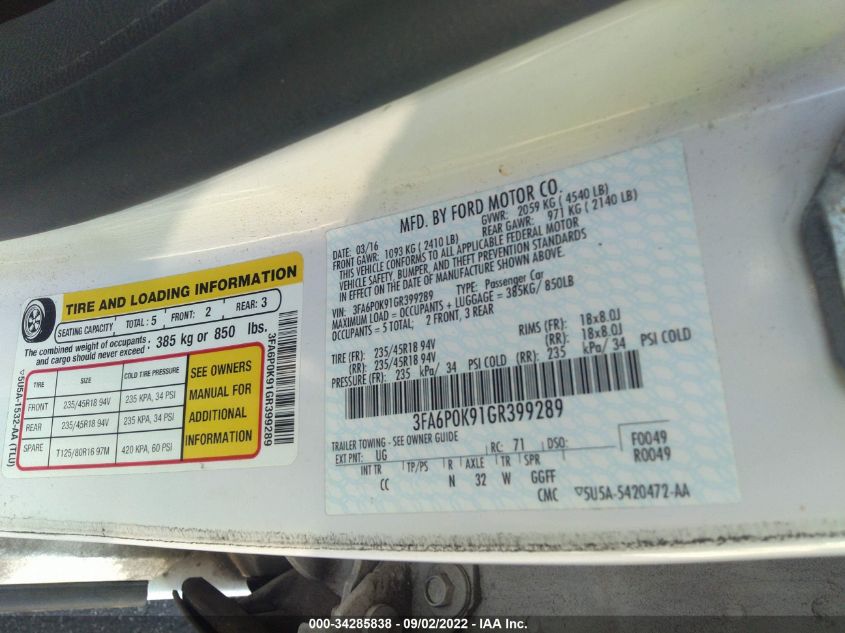 TIRE AND LOADING INFORMATION
SEATING CAPACITY TOTAL: 5 FRONT: 2 REAR: 3
The combined weight of occupants and cargo should never exceed : 385 kg or 850 lbs.
TIRE SIZE COLD TIRE PRESSURE
FRONT 235/45R18 94V 235 KPA, 34 PSI
REAR 235/45R18 94V 235 KPA, 34 PSI
SPARE T125/80R16 97M 420 KPA, 60 PSI
SEE OWNERS
MANUAL FOR
ADDITIONAL
INFORMATION
5U5A-1532-AA (TLU)
3FA6P0K91GR399289
MFD. BY FORD MOTOR CO.
DATE: 03/16 GVWR: 2059 KG ( 4540 LB)
FRONT GAWR: 1093 KG ( 2410 LB) REAR GAWR: 971 KG ( 2140 LB)
THIS VEHICLE CONFORMS TO ALL APPLICABLE FEDERAL MOTOR
VEHICLE SAFETY, BUMPER, AND THEFT PREVENTION STANDARDS
IN EFFECT ON THE DATE OF MANUFACTURE SHOWN ABOVE.
VIN: 3FA6P0K91GR399289 TYPE: Passenger Car
MAXIMUM LOAD = OCCUPANTS + LUGGAGE = 385KG/ 850LB
OCCUPANTS = 5 TOTAL; 2 FRONT, 3 REAR
TIRE (FR): 235/45R18 94V RIMS (FR): 18x8.0J
(RR): 235/45R18 94V (RR): 18x8.0J
PRESSURE (FR): 235 kPa/ 34 PSI COLD (RR): 235 kPa/ 34 PSI COLD
3FA6P0K91GR399289
TRAILER TOWING - SEE OWNER GUIDE
EXT PNT: UG RC: 71 DSO: F0049
R0049
INT TR TP/PS R AXLE TR SPR
CC N 32 W GGFF
CMC 5U5A-5420472-AA
000-34285838 - 09/02/2022 - IAA Inc.